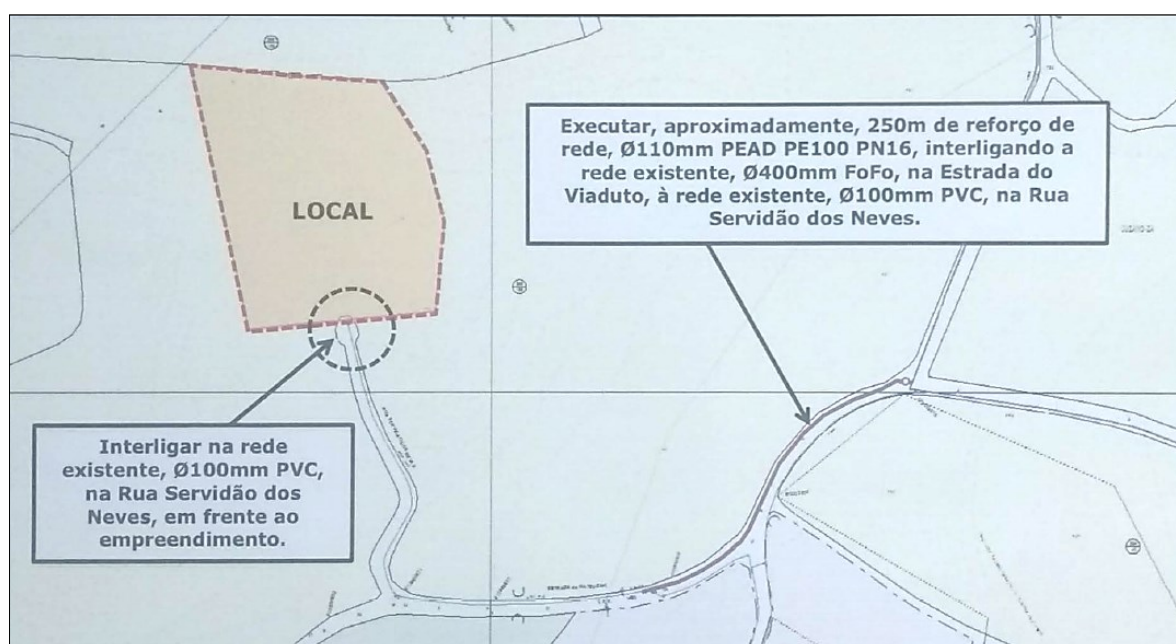 LOCAL
Executar, aproximadamente, 250m de reforço de
rede, Ø110mm PEAD PE100 PN16, interligando a
rede existente, Ø400mm FoFo, na Estrada do
Viaduto, à rede existente, Ø100mm PVC, na Rua
Servidão dos Neves.
Interligar na rede
existente, Ø100mm PVC,
na Rua Servidão dos
Neves, em frente ao
empreendimento.